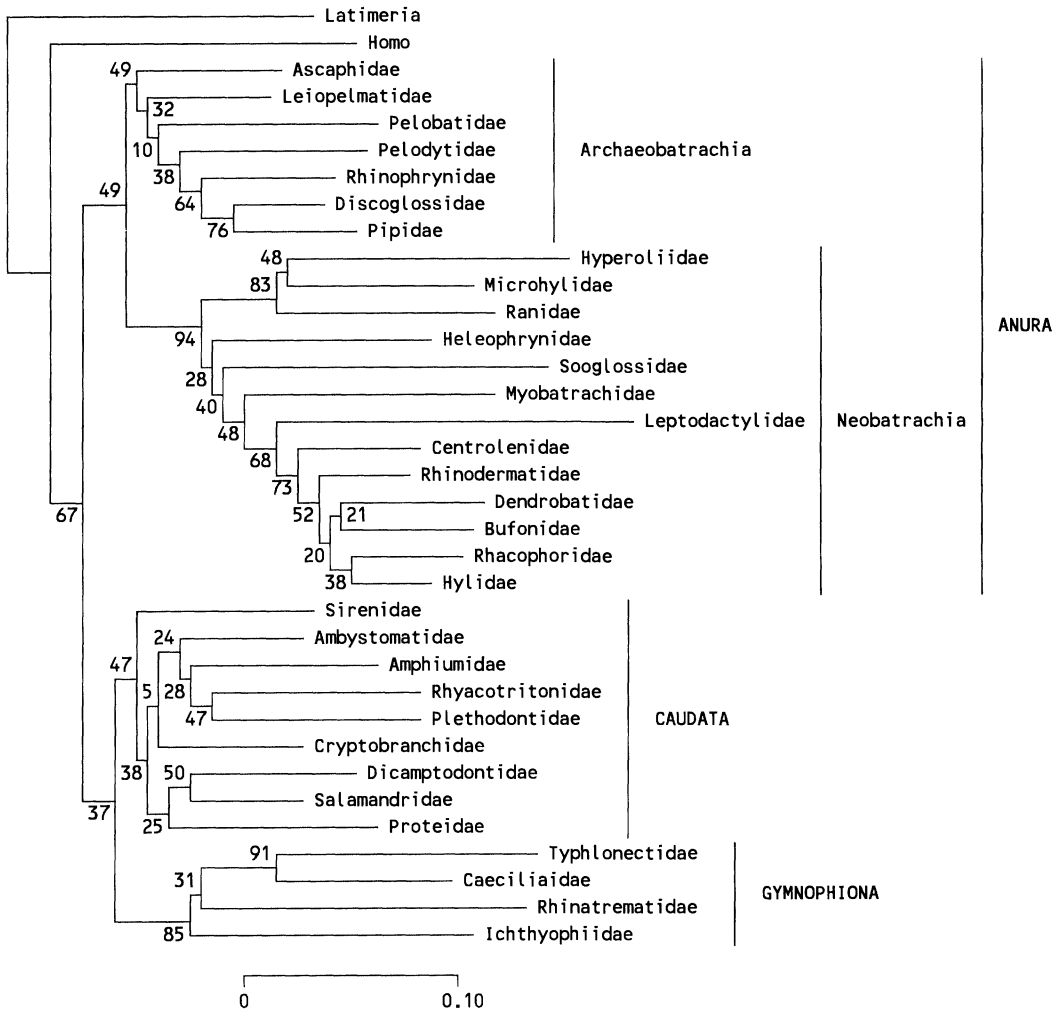 Latimeria
Homo
49 Ascaphidae
Leiopelmatidae
32
Pelobatidae
10 Pelodytidae Archaeobatrachia
38 Rhinophrynidae
49
64 Discoglossidae
76 Pipidae
48 Hyperoliidae
83 Microhylidae
Ranidae
ANURA
94 Heleophrynidae
Sooglossidae
28
Myobatrachidae
40
Leptodactylidae Neobatrachia
48
Centrolenidae
68
Rhinodermatidae
73
Dendrobatidae
67 52 21
Bufonidae
20 Rhacophoridae
38 Hylidae
Sirenidae
24 Ambystomatidae
47 Amphiumidae
5 28 Rhyacotritonidae
47 Plethodontidae CAUDATA
Cryptobranchidae
38 50 Dicamptodontidae
Salamandridae
37
25 Proteidae
91 Typhlonectidae
31 Caeciliaidae
GYMNOPHIONA
Rhinatrematidae
85 Ichthyophiidae
0 0.10